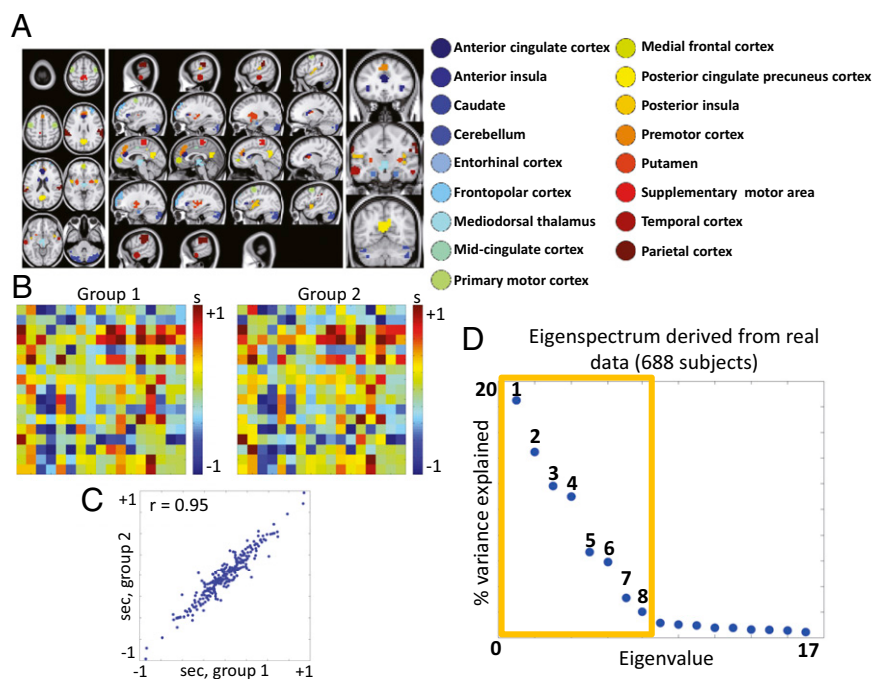 A
Anterior cingulate cortex
Anterior insula
Caudate
Cerebellum
Entorhinal cortex
Frontopolar cortex
Mediodorsal thalamus
Mid-cingulate cortex
Primary motor cortex
Medial frontal cortex
Posterior cingulate precuneus cortex
Posterior insula
Premotor cortex
Putamen
Supplementary motor area
Temporal cortex
Parietal cortex
B
Group 1
s
+1
-1
Group 2
s
+1
-1
C
+1
r = 0.95
sec, group 2
-1
-1
sec, group 1
+1
D
Eigenspectrum derived from real
data (688 subjects)
20
% variance explained
1
2
3
4
5
6
7
8
0
Eigenvalue
17